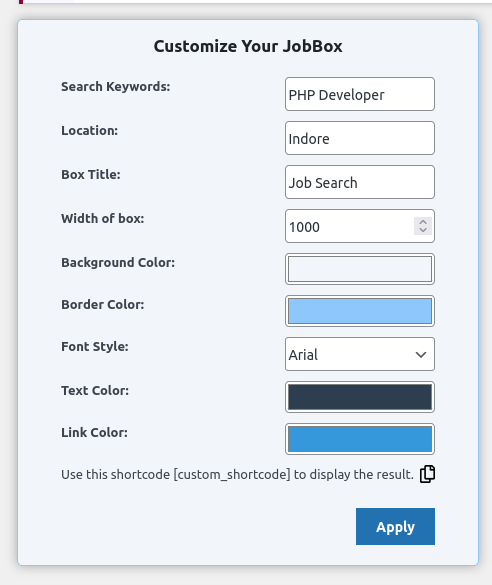 Customize Your JobBox
Search Keywords: PHP Developer
Location: Indore
Box Title: Job Search
Width of box: 1000
Background Color:
Border Color:
Font Style: Arial
Text Color:
Link Color:
Use this shortcode [custom_shortcode] to display the result.
Apply